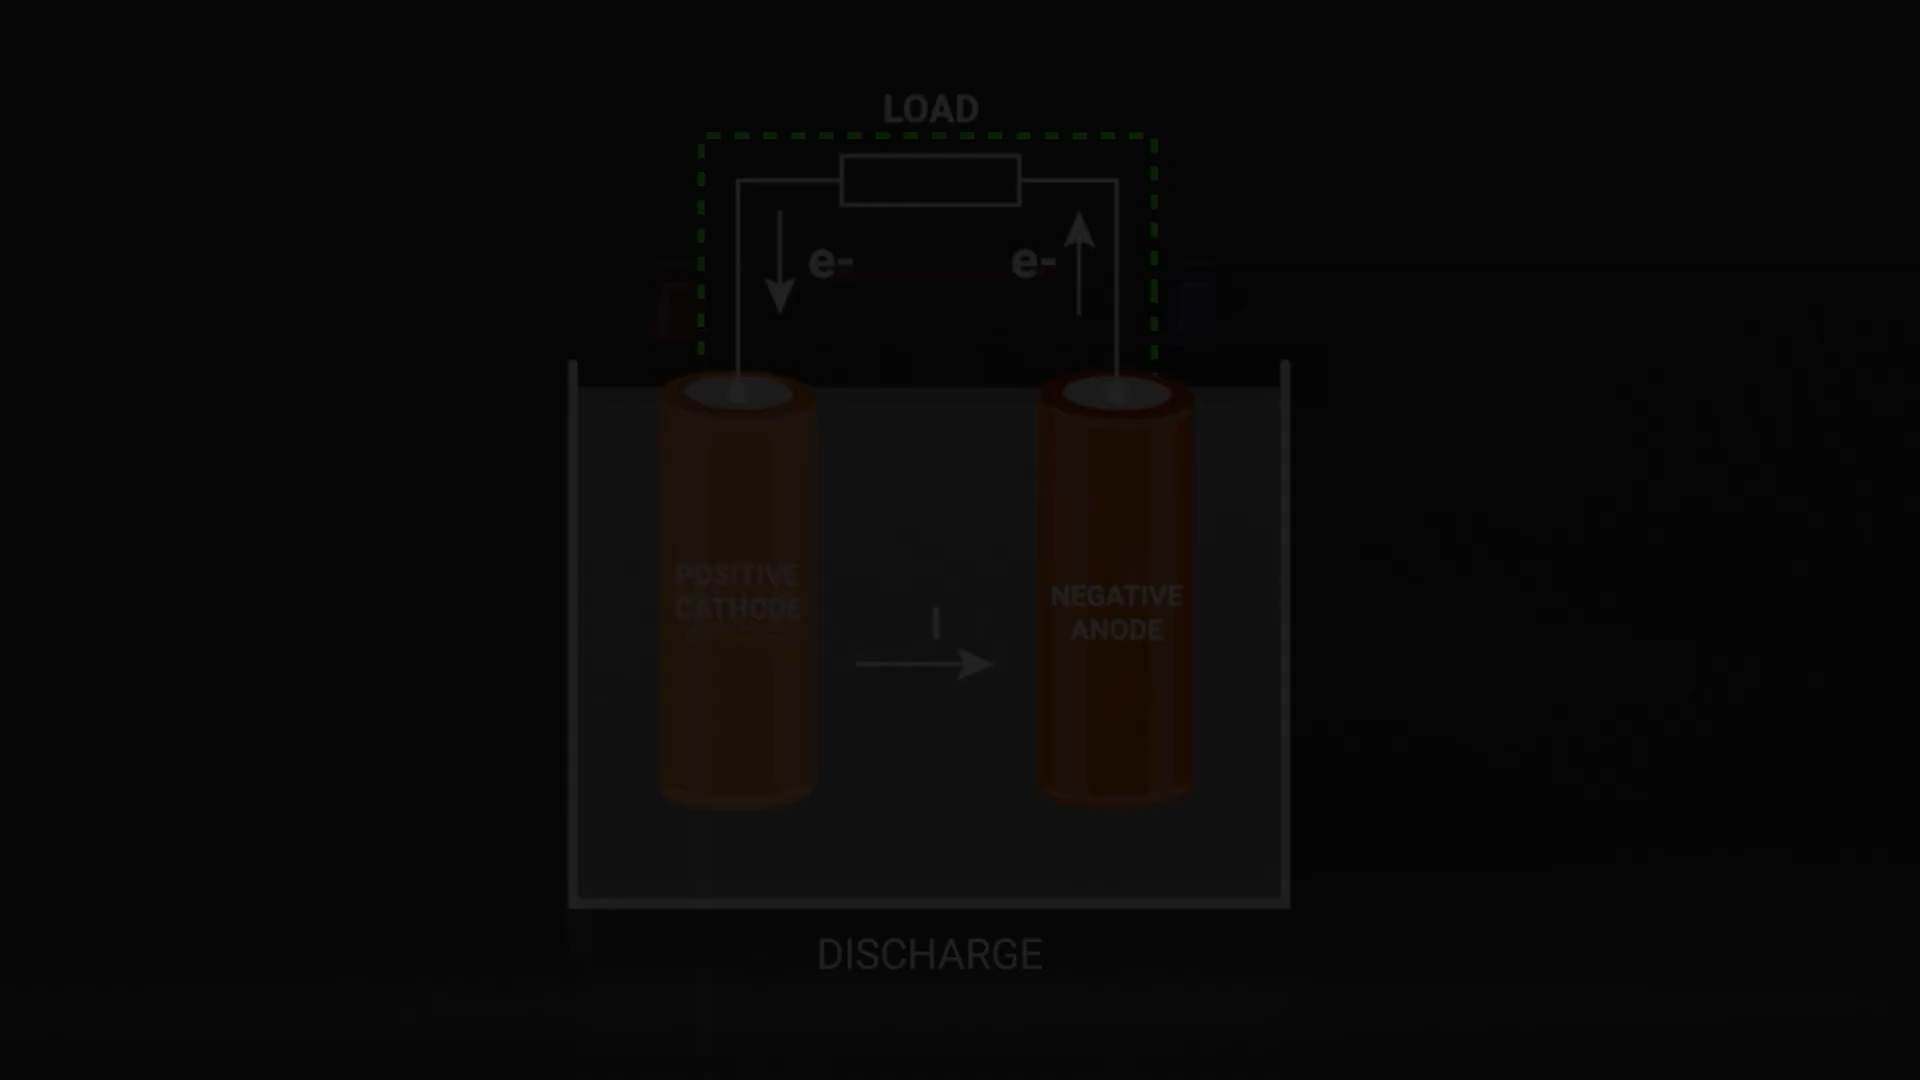 LOAD
e-
e-
POSITIVE
CATHODE
NEGATIVE
ANODE
I
DISCHARGE